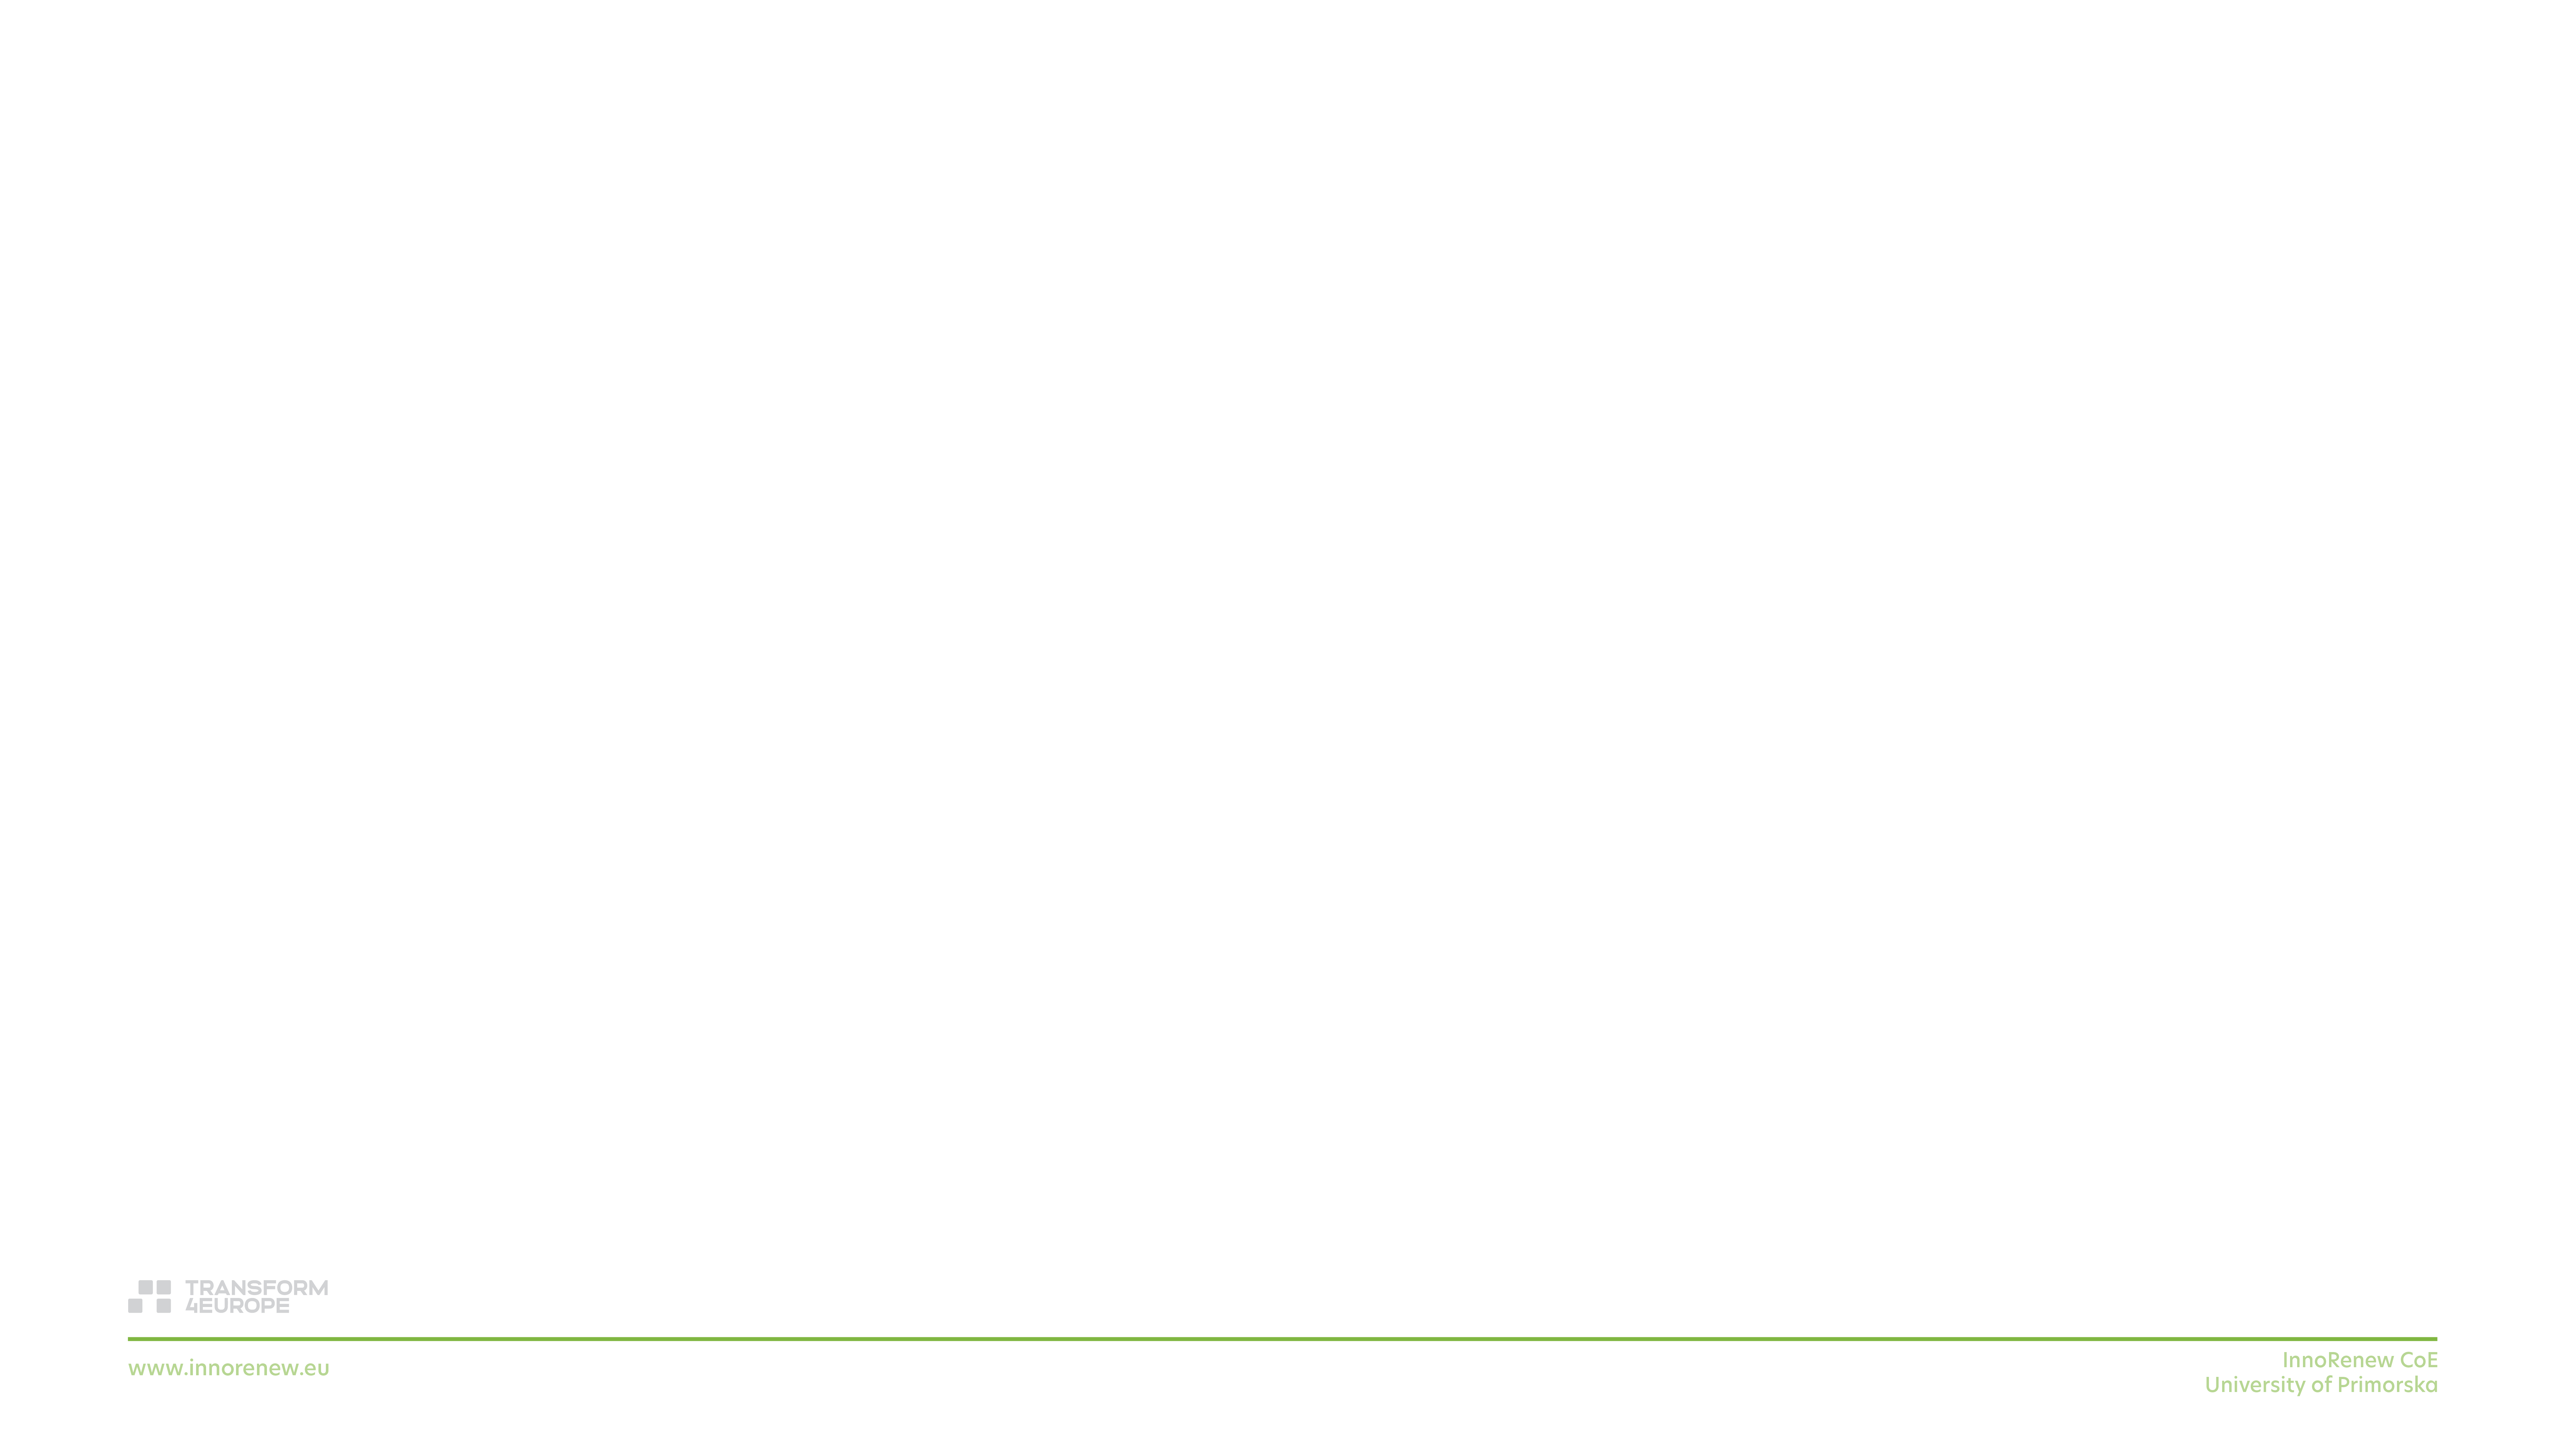 TRANSFORM
4EUROPE
www.innorenew.eu
InnoRenew CoE
University of Primorska